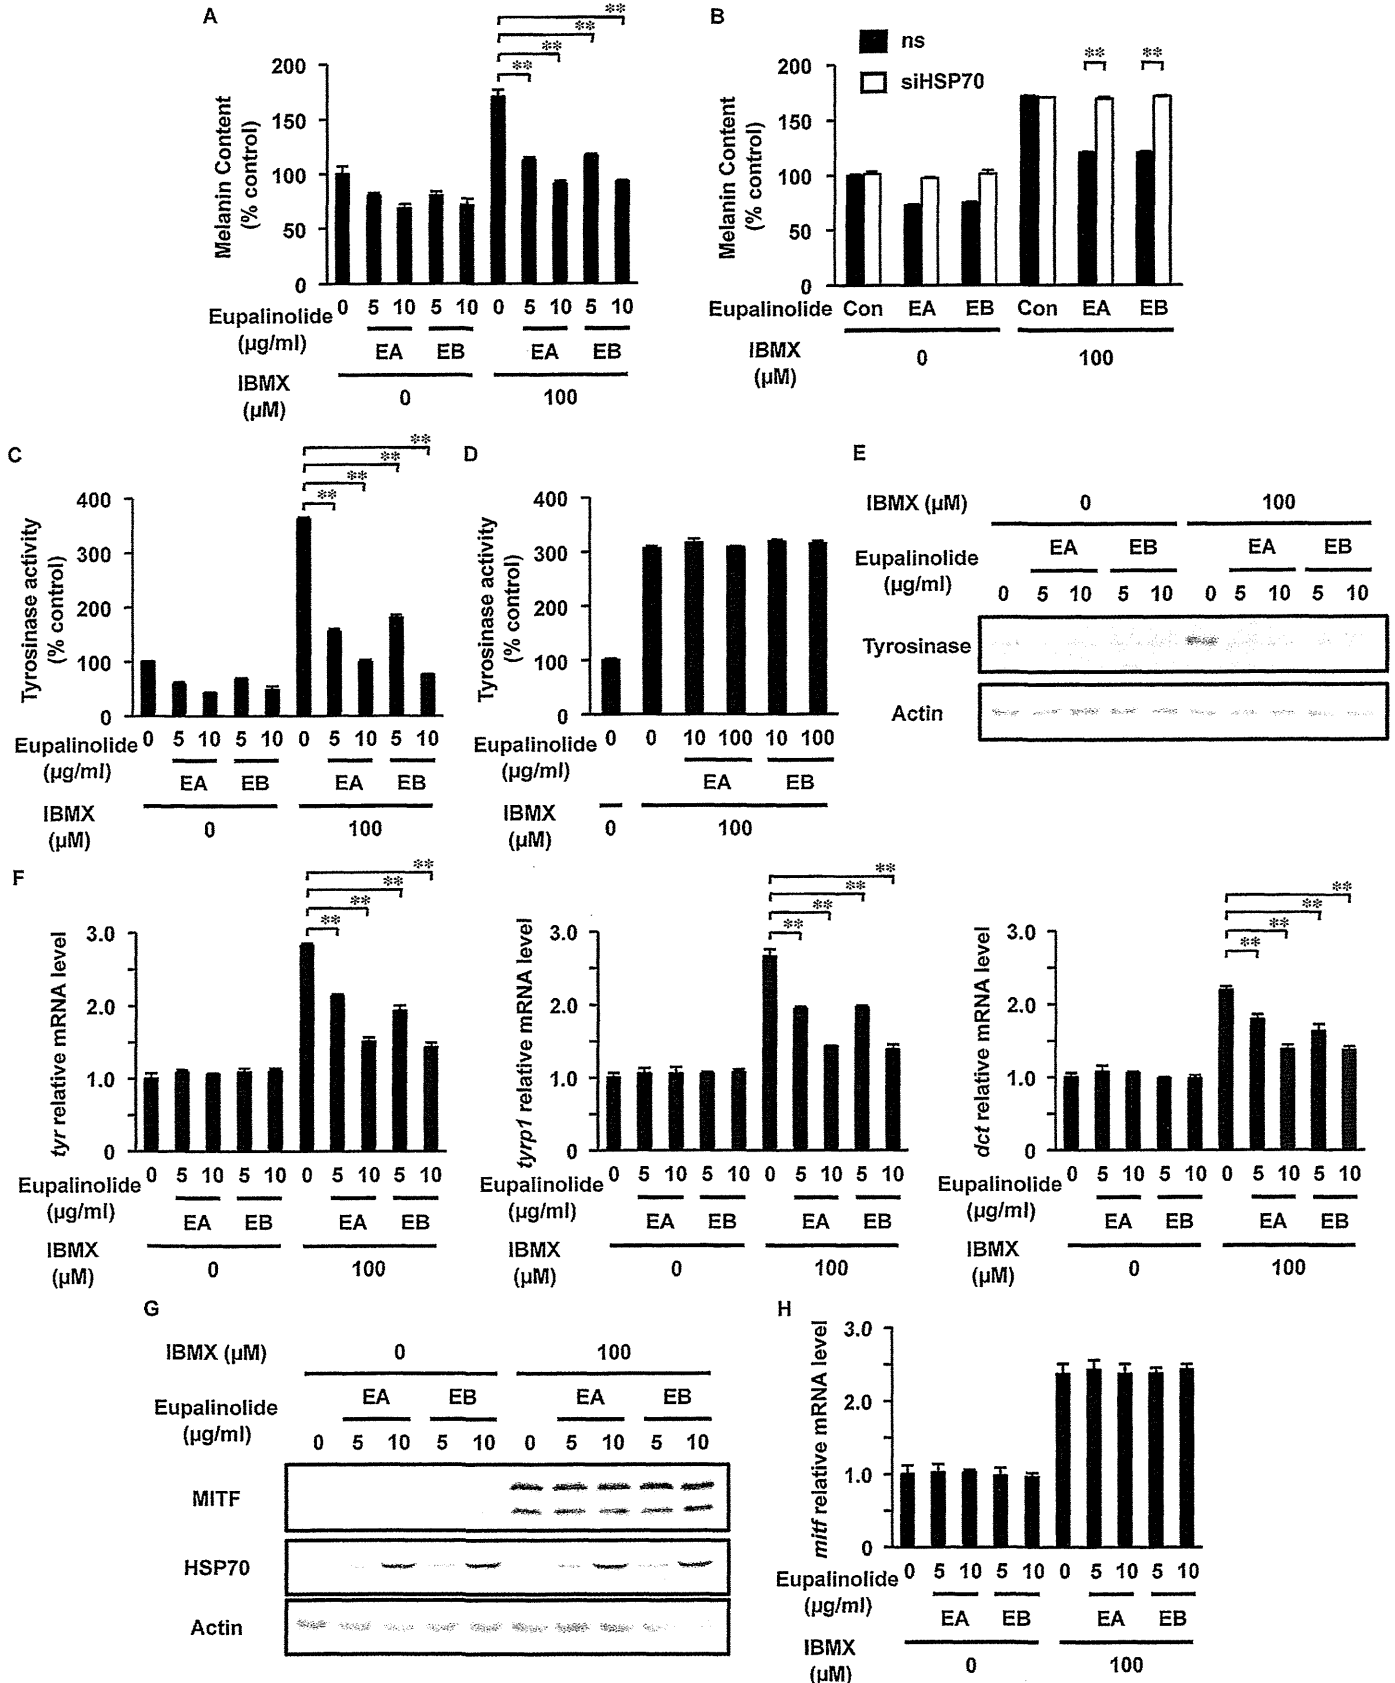 A
Melanin Content
(% control)
200
150
100
50
0
** ** ** **
0 5 10 5 10 0 5 10 5 10
Eupalinolide
(µg/ml)
EA EB EA EB
IBMX
(µM)
0 100
B
ns
siHSP70
** **
Melanin Content
(% control)
200
150
100
50
0
Eupalinolide Con EA EB Con EA EB
IBMX
(µM)
0 100
C
Tyrosinase activity
(% control)
400
300
200
100
0
** ** ** **
0 5 10 5 10 0 5 10 5 10
Eupalinolide
(µg/ml)
EA EB EA EB
IBMX
(µM)
0 100
D
Tyrosinase activity
(% control)
400
300
200
100
0
0 0 10 100 10 100
Eupalinolide
(µg/ml)
EA EB
IBMX
(µM)
0 100
E
IBMX (µM) 0 100
EA EB EA EB
Eupalinolide
(µg/ml)
0 5 10 5 10 0 5 10 5 10
Tyrosinase
Actin
F
tyr relative mRNA level
3.0
2.0
1.0
0
** ** ** **
0 5 10 5 10 0 5 10 5 10
Eupalinolide
(µg/ml)
EA EB EA EB
IBMX
(µM)
0 100
tyrp1 relative mRNA level
3.0
2.0
1.0
0
** ** ** **
0 5 10 5 10 0 5 10 5 10
Eupalinolide
(µg/ml)
EA EB EA EB
IBMX
(µM)
0 100
dct relative mRNA level
3.0
2.0
1.0
0
** ** ** **
0 5 10 5 10 0 5 10 5 10
Eupalinolide
(µg/ml)
EA EB EA EB
IBMX
(µM)
0 100
G
IBMX (µM) 0 100
EA EB EA EB
Eupalinolide
(µg/ml)
0 5 10 5 10 0 5 10 5 10
MITF
HSP70
Actin
H
mitf relative mRNA level
3.0
2.0
1.0
0
0 5 10 5 10 0 5 10 5 10
Eupalinolide
(µg/ml)
EA EB EA EB
IBMX
(µM)
0 100